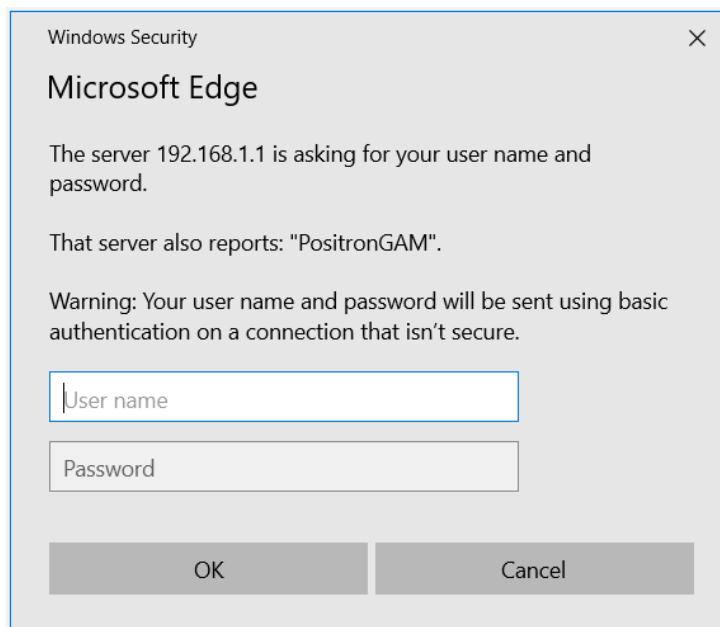 Windows Security
Microsoft Edge
The server 192.168.1.1 is asking for your user name and
password.
That server also reports: "PositronGAM".
Warning: Your user name and password will be sent using basic
authentication on a connection that isn’t secure.
User name
Password
OK
Cancel